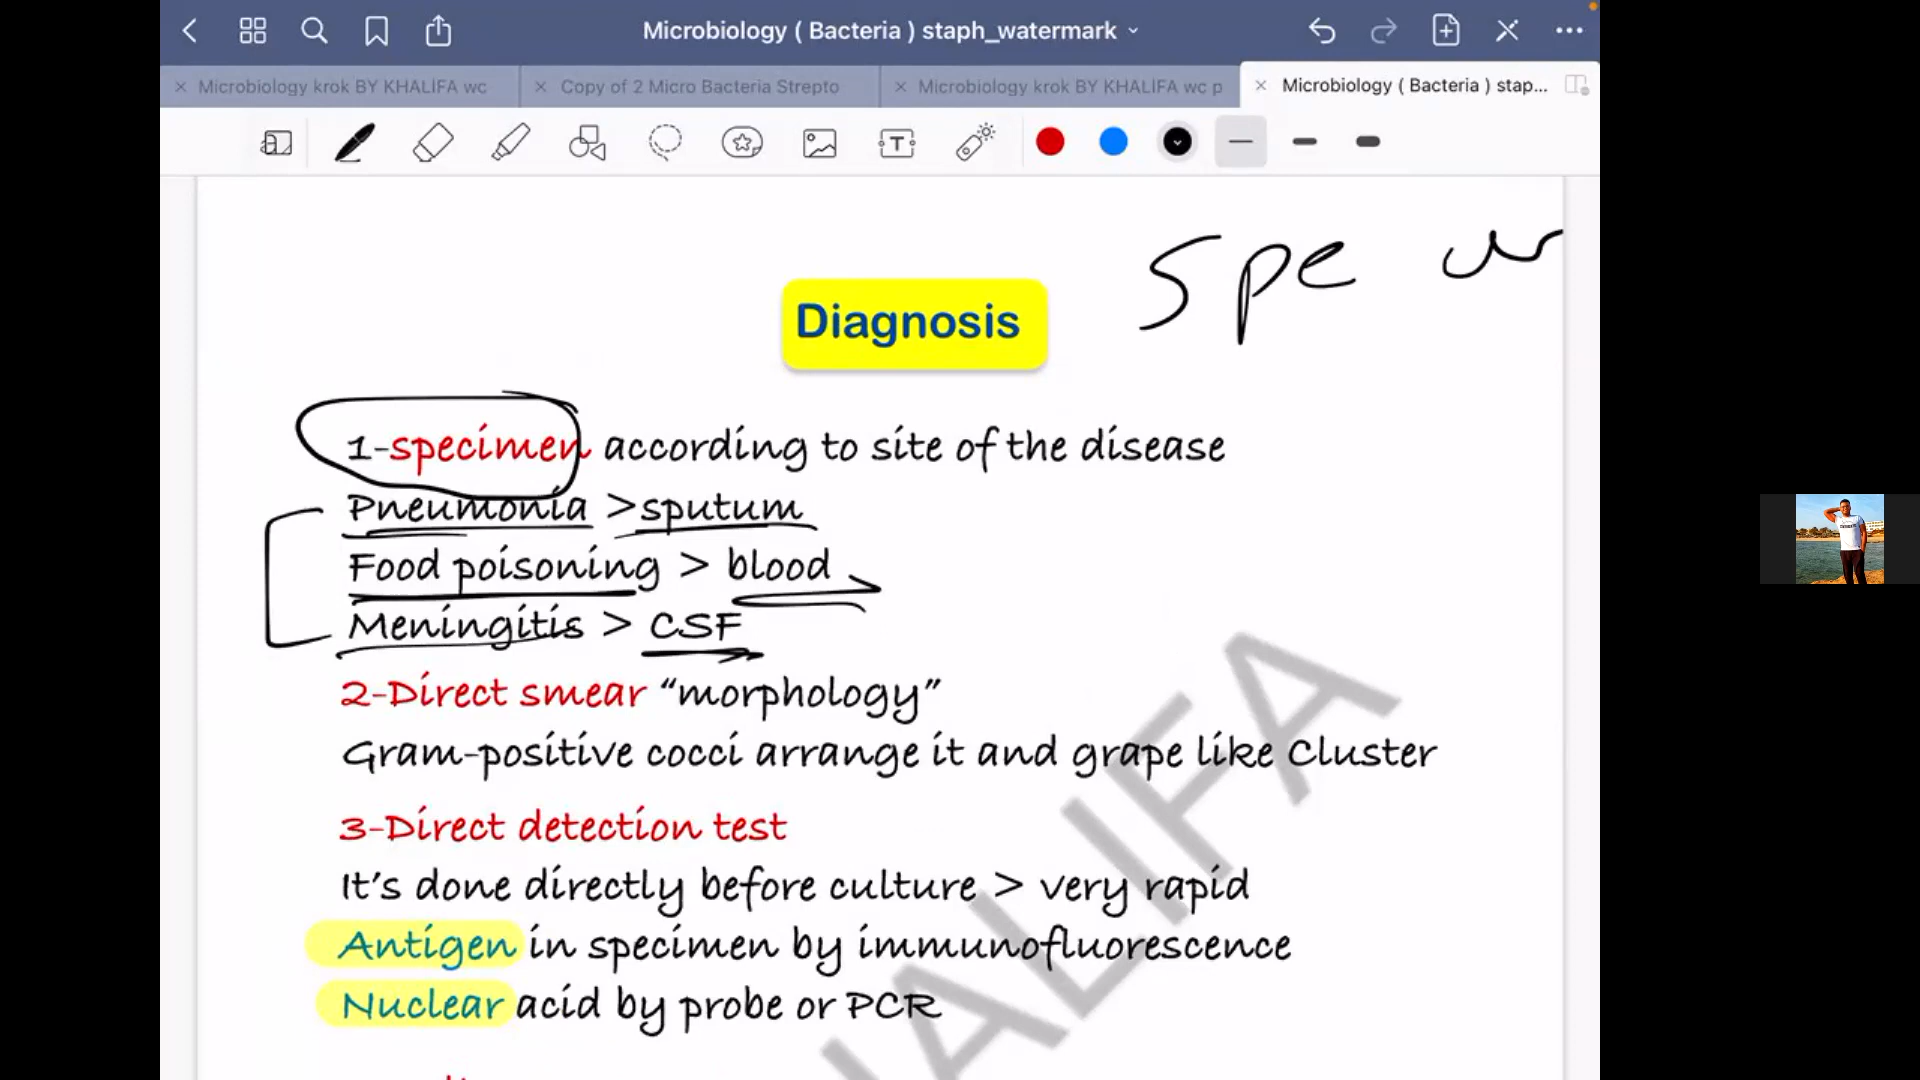 Microbiology ( Bacteria ) staph_watermark
Microbiology krok BY KHALIFA wc
Copy of 2 Micro Bacteria Strepto
Microbiology krok BY KHALIFA wc p
Microbiology ( Bacteria ) stap...
Spe
Diagnosis
1-specimen according to site of the disease
Pneumonia >sputum
Food poisoning > blood
Meningitis > CSF
2-Direct smear “morphology”
Gram-positive cocci arrange it and grape like Cluster
3-Direct detection test
It's done directly before culture > very rapid
Antigen in specimen by immunofluorescence
Nuclear acid by probe or PCR
HALIFA